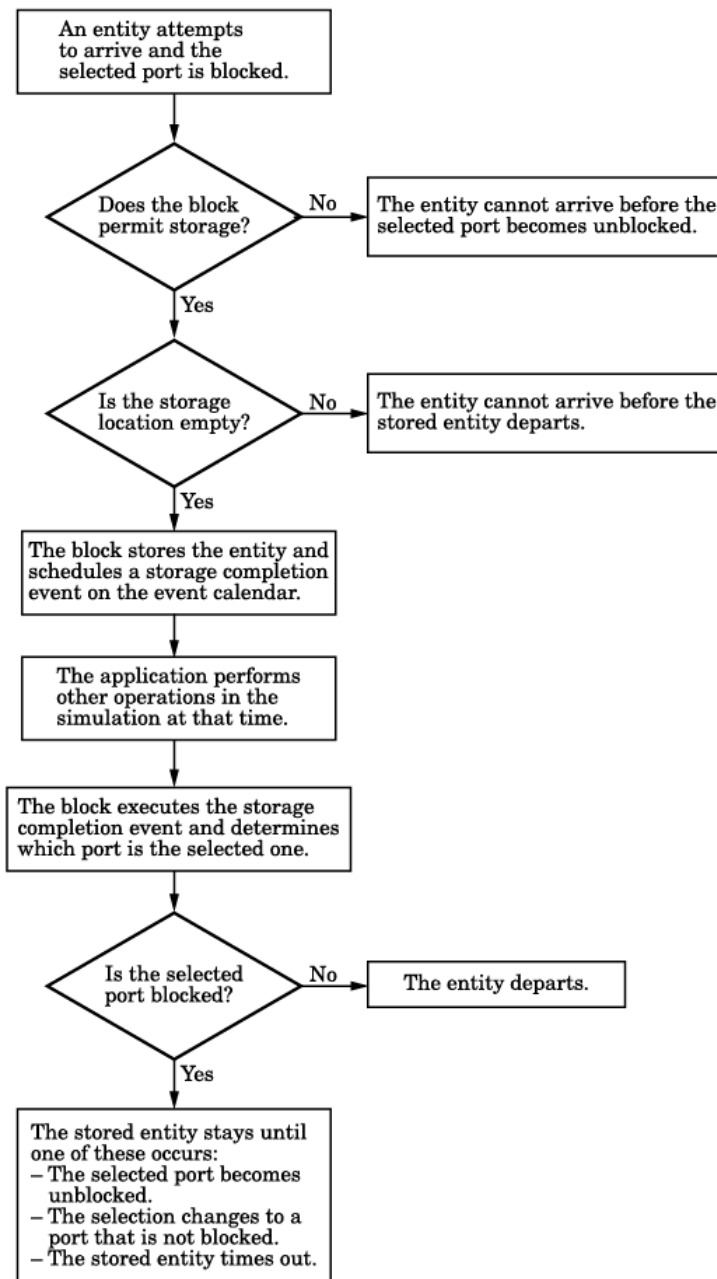 An entity attempts
to arrive and the
selected port is blocked.
Does the block
permit storage?
No
The entity cannot arrive before the
selected port becomes unblocked.
Yes
Is the storage
location empty?
No
The entity cannot arrive before the
stored entity departs.
Yes
The block stores the entity and
schedules a storage completion
event on the event calendar.
The application performs
other operations in the
simulation at that time.
The block executes the storage
completion event and determines
which port is the selected one.
Is the selected
port blocked?
No
The entity departs.
Yes
The stored entity stays until
one of these occurs:
– The selected port becomes
unblocked.
– The selection changes to a
port that is not blocked.
– The stored entity times out.